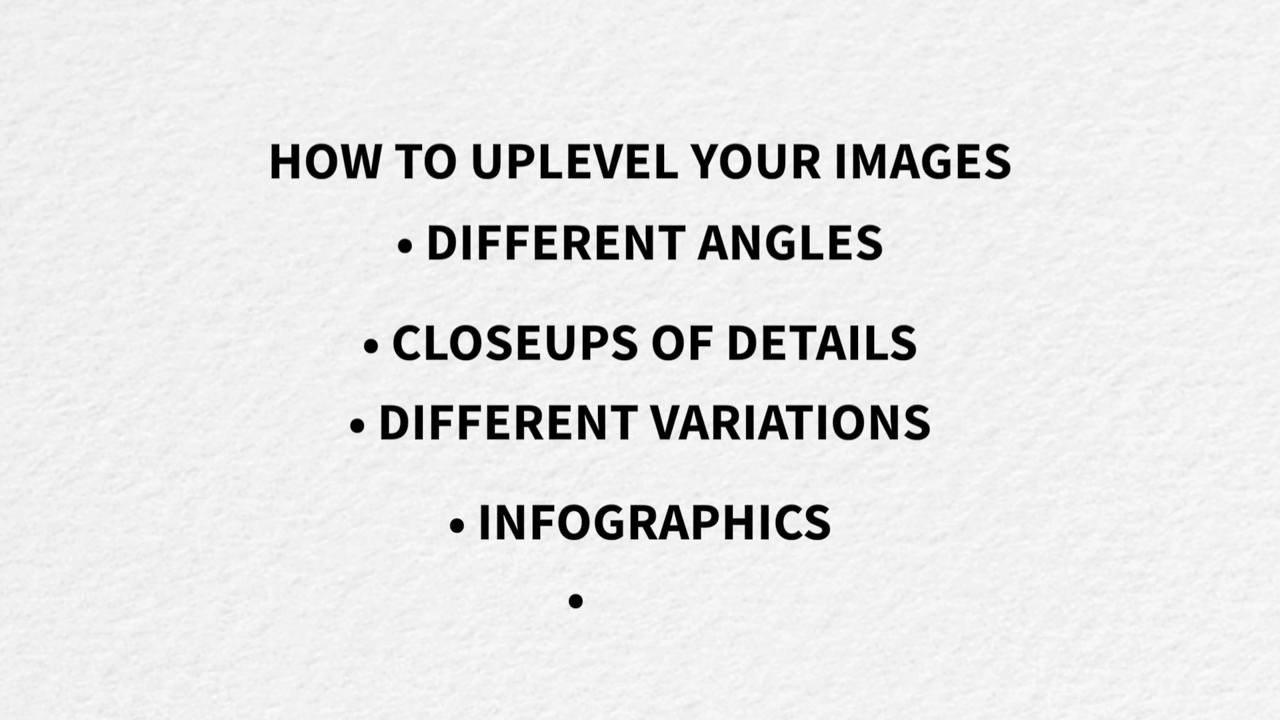 HOW TO UPLEVEL YOUR IMAGES
• DIFFERENT ANGLES
• CLOSEUPS OF DETAILS
• DIFFERENT VARIATIONS
• INFOGRAPHICS
•